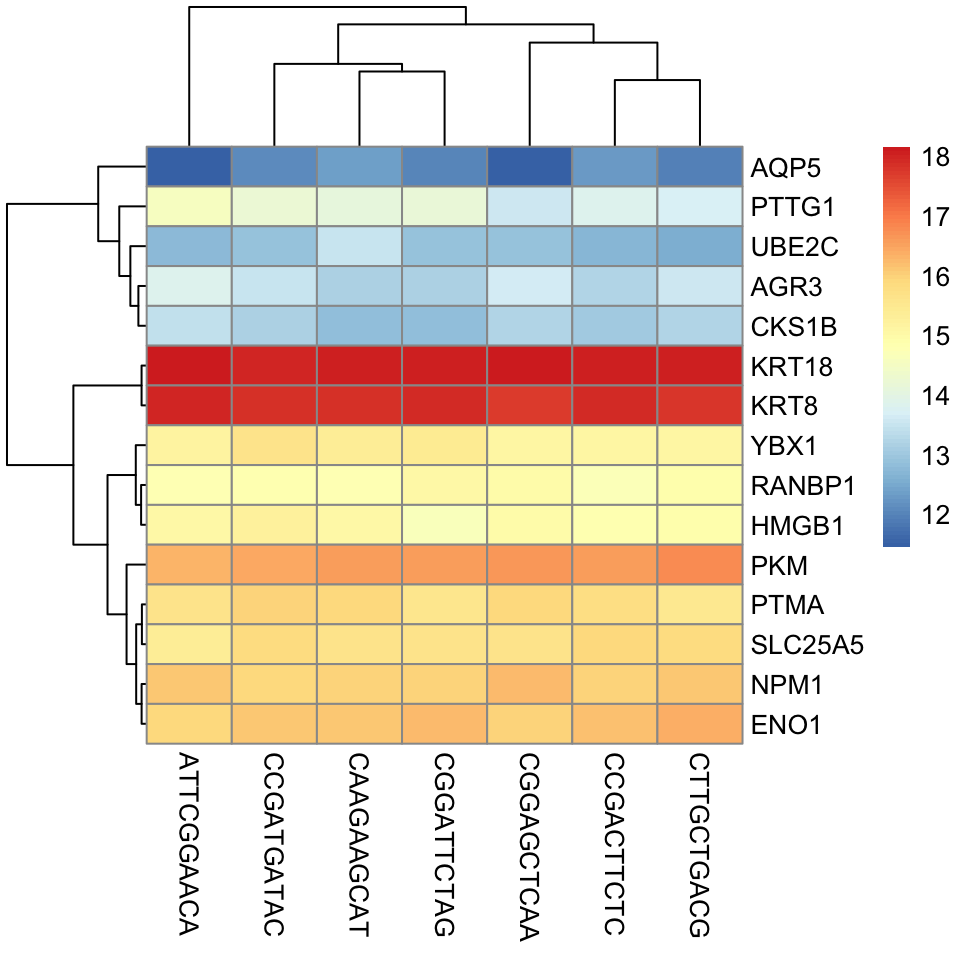 AQP5
PTTG1
UBE2C
AGR3
CKS1B
KRT18
KRT8
YBX1
RANBP1
HMGB1
PKM
PTMA
SLC25A5
NPM1
ENO1
18
17
16
15
14
13
12
ATTCGGAACA
CCGATGATAC
CAAGAAGCAT
CGGATTCTAG
CGGAGCTCAA
CCGACTTCTC
CTTGCTGACG